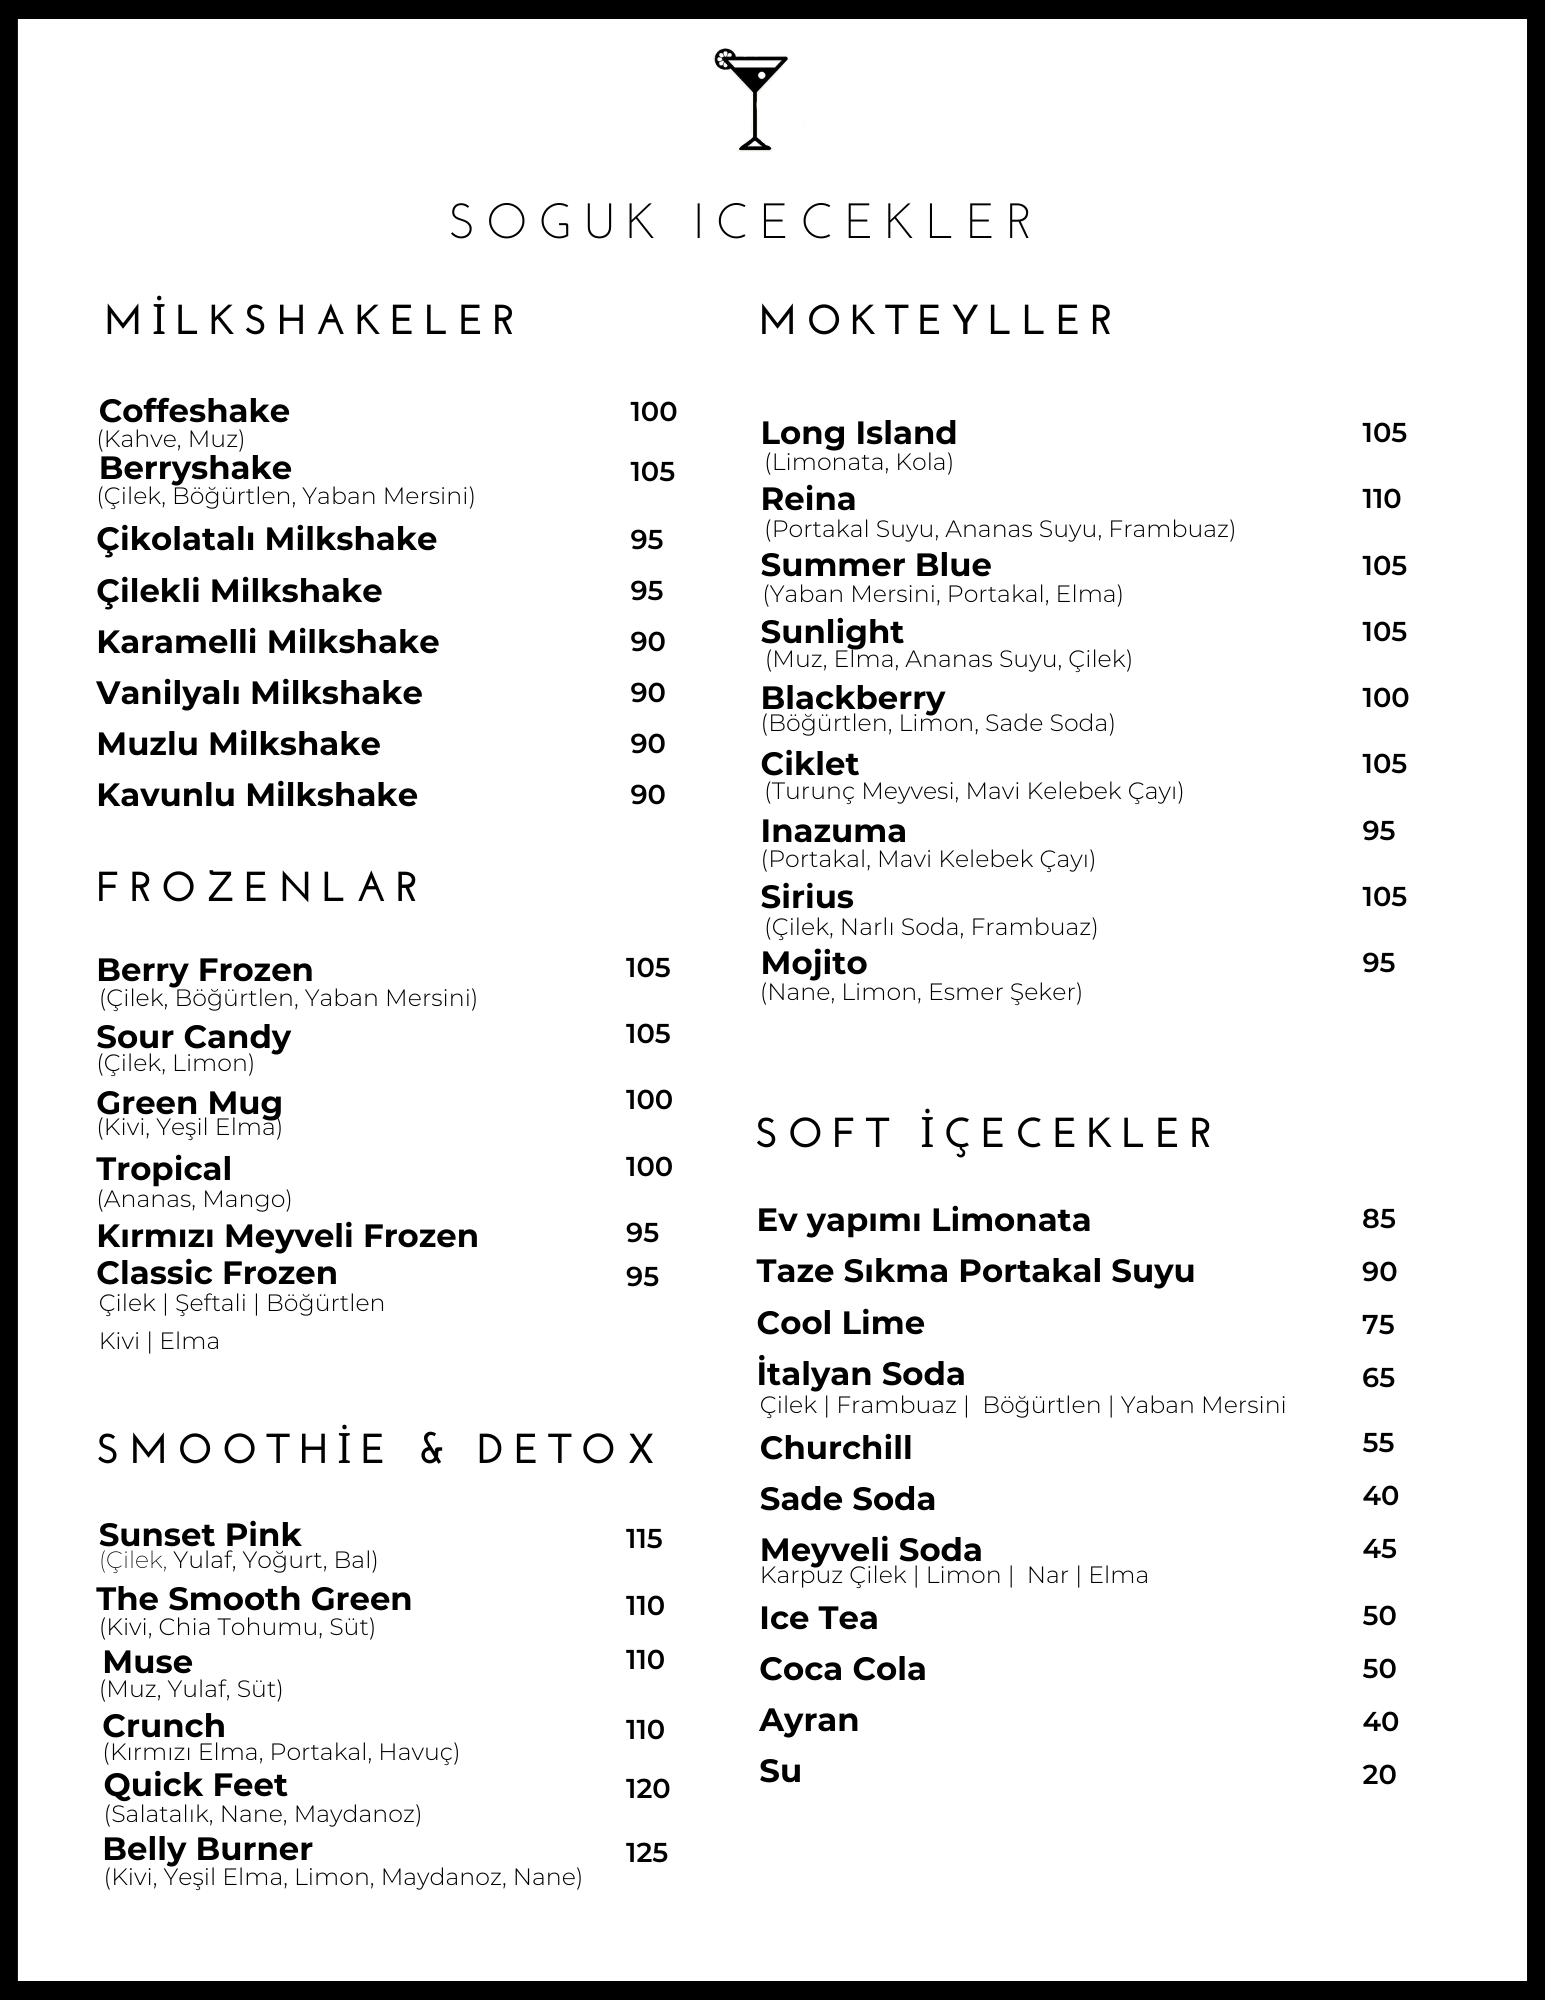 SOGUK ICECEKLER
MİLKSHAKELER
Coffeshake 100
(Kahve, Muz)
Berryshake 105
(Çilek, Böğürtlen, Yaban Mersini)
Çikolatalı Milkshake 95
Çilekli Milkshake 95
Karamelli Milkshake 90
Vanilyalı Milkshake 90
Muzlu Milkshake 90
Kavunlu Milkshake 90
FROZENLAR
Berry Frozen 105
(Çilek, Böğürtlen, Yaban Mersini)
Sour Candy 105
(Çilek, Limon)
Green Mug 100
(Kivi, Yeşil Elma)
Tropical 100
(Ananas, Mango)
Kırmızı Meyveli Frozen 95
Classic Frozen 95
Çilek | Şeftali | Böğürtlen
Kivi | Elma
SMOOTHİE & DETOX
Sunset Pink 115
(Çilek, Yulaf, Yoğurt, Bal)
The Smooth Green 110
(Kivi, Chia Tohumu, Süt)
Muse 110
(Muz, Yulaf, Süt)
Crunch 110
(Kırmızı Elma, Portakal, Havuç)
Quick Feet 120
(Salatalık, Nane, Maydanoz)
Belly Burner 125
(Kivi, Yeşil Elma, Limon, Maydanoz, Nane)
MOKTEYLLER
Long Island 105
(Limonata, Kola)
Reina 110
(Portakal Suyu, Ananas Suyu, Frambuaz)
Summer Blue 105
(Yaban Mersini, Portakal, Elma)
Sunlight 105
(Muz, Elma, Ananas Suyu, Çilek)
Blackberry 100
(Böğürtlen, Limon, Sade Soda)
Ciklet 105
(Turunç Meyvesi, Mavi Kelebek Çayı)
Inazuma 95
(Portakal, Mavi Kelebek Çayı)
Sirius 105
(Çilek, Narlı Soda, Frambuaz)
Mojito 95
(Nane, Limon, Esmer Şeker)
SOFT İÇECEKLER
Ev yapımı Limonata 85
Taze Sıkma Portakal Suyu 90
Cool Lime 75
İtalyan Soda 65
Çilek | Frambuaz | Böğürtlen | Yaban Mersini
Churchill 55
Sade Soda 40
Meyveli Soda 45
Karpuz Çilek | Limon | Nar | Elma
Ice Tea 50
Coca Cola 50
Ayran 40
Su 20